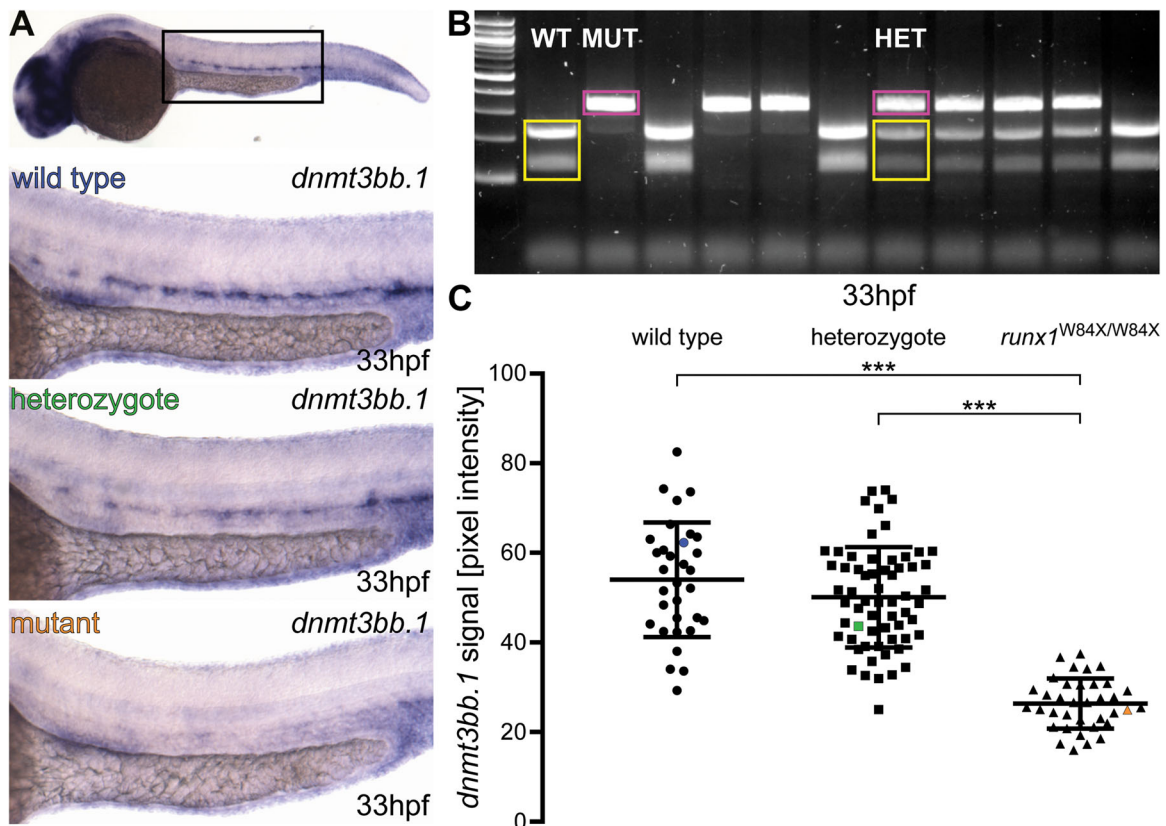 A
wild type dnmt3bb.1
33hpf
heterozygote dnmt3bb.1
33hpf
mutant dnmt3bb.1
33hpf
B
WT MUT HET
C
33hpf
wild type heterozygote runx1W84X/W84X
***
***
100
80
60
40
20
0
dnmt3bb.1 signal [pixel intensity]